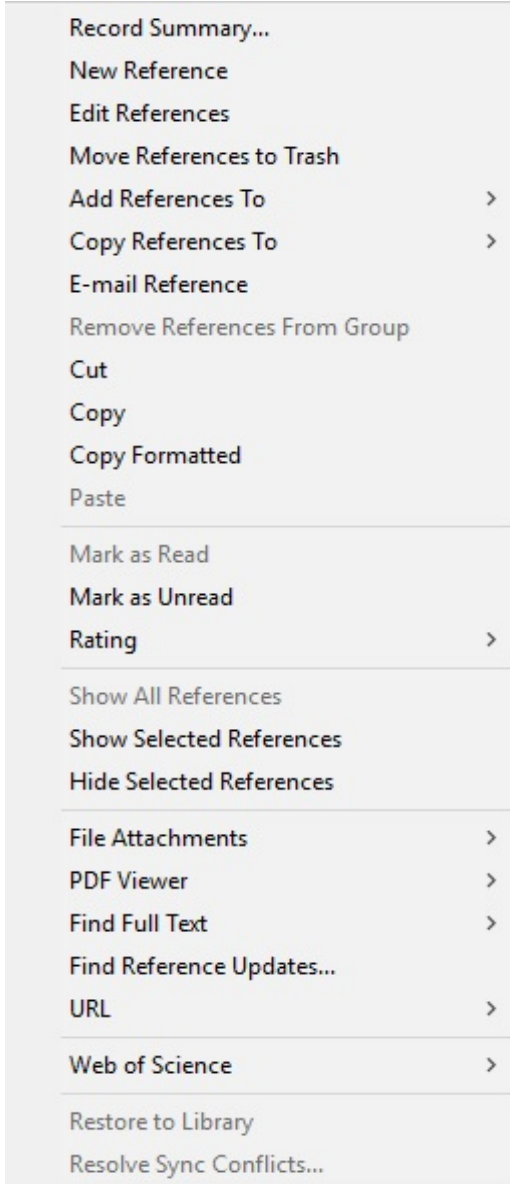 Record Summary...
New Reference
Edit References
Move References to Trash
Add References To
Copy References To
E-mail Reference
Remove References From Group
Cut
Copy
Copy Formatted
Paste
Mark as Read
Mark as Unread
Rating
Show All References
Show Selected References
Hide Selected References
File Attachments
PDF Viewer
Find Full Text
Find Reference Updates...
URL
Web of Science
Restore to Library
Resolve Sync Conflicts...